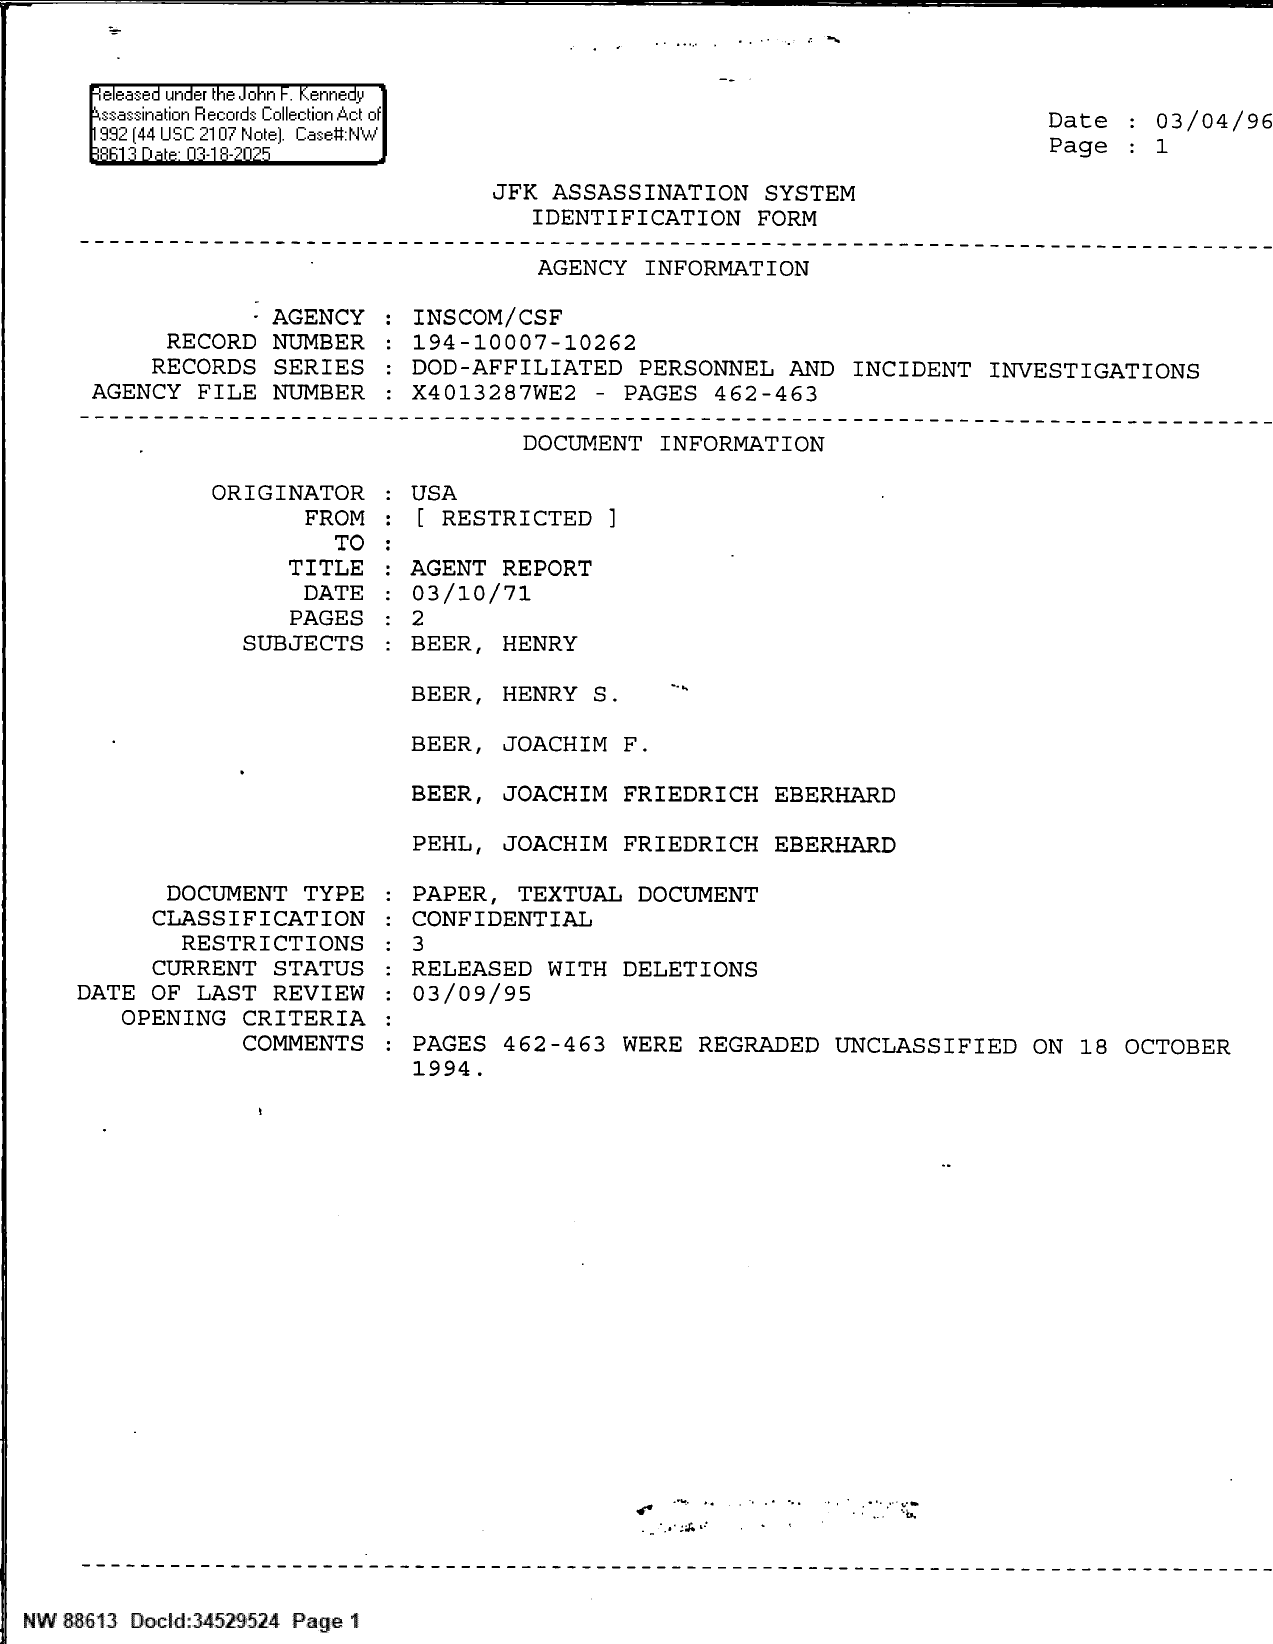 Released under the John F. Kennedy
Assassination Records Collection Act of
1992 (44 USC 2107 Note). Case#:NW
88613 Date: 03-18-2025
Date : 03/04/96
Page : 1
JFK ASSASSINATION SYSTEM
IDENTIFICATION FORM
AGENCY INFORMATION
AGENCY : INSCOM/CSF
RECORD NUMBER : 194-10007-10262
RECORDS SERIES : DOD-AFFILIATED PERSONNEL AND INCIDENT INVESTIGATIONS
AGENCY FILE NUMBER : X4013287WE2 - PAGES 462-463
DOCUMENT INFORMATION
ORIGINATOR : USA
FROM : [ RESTRICTED ]
TO :
TITLE : AGENT REPORT
DATE : 03/10/71
PAGES : 2
SUBJECTS : BEER, HENRY
BEER, HENRY S.
BEER, JOACHIM F.
BEER, JOACHIM FRIEDRICH EBERHARD
PEHL, JOACHIM FRIEDRICH EBERHARD
DOCUMENT TYPE : PAPER, TEXTUAL DOCUMENT
CLASSIFICATION : CONFIDENTIAL
RESTRICTIONS : 3
CURRENT STATUS : RELEASED WITH DELETIONS
DATE OF LAST REVIEW : 03/09/95
OPENING CRITERIA :
COMMENTS : PAGES 462-463 WERE REGRADED UNCLASSIFIED ON 18 OCTOBER
1994.
NW 88613 DocId:34529524 Page 1